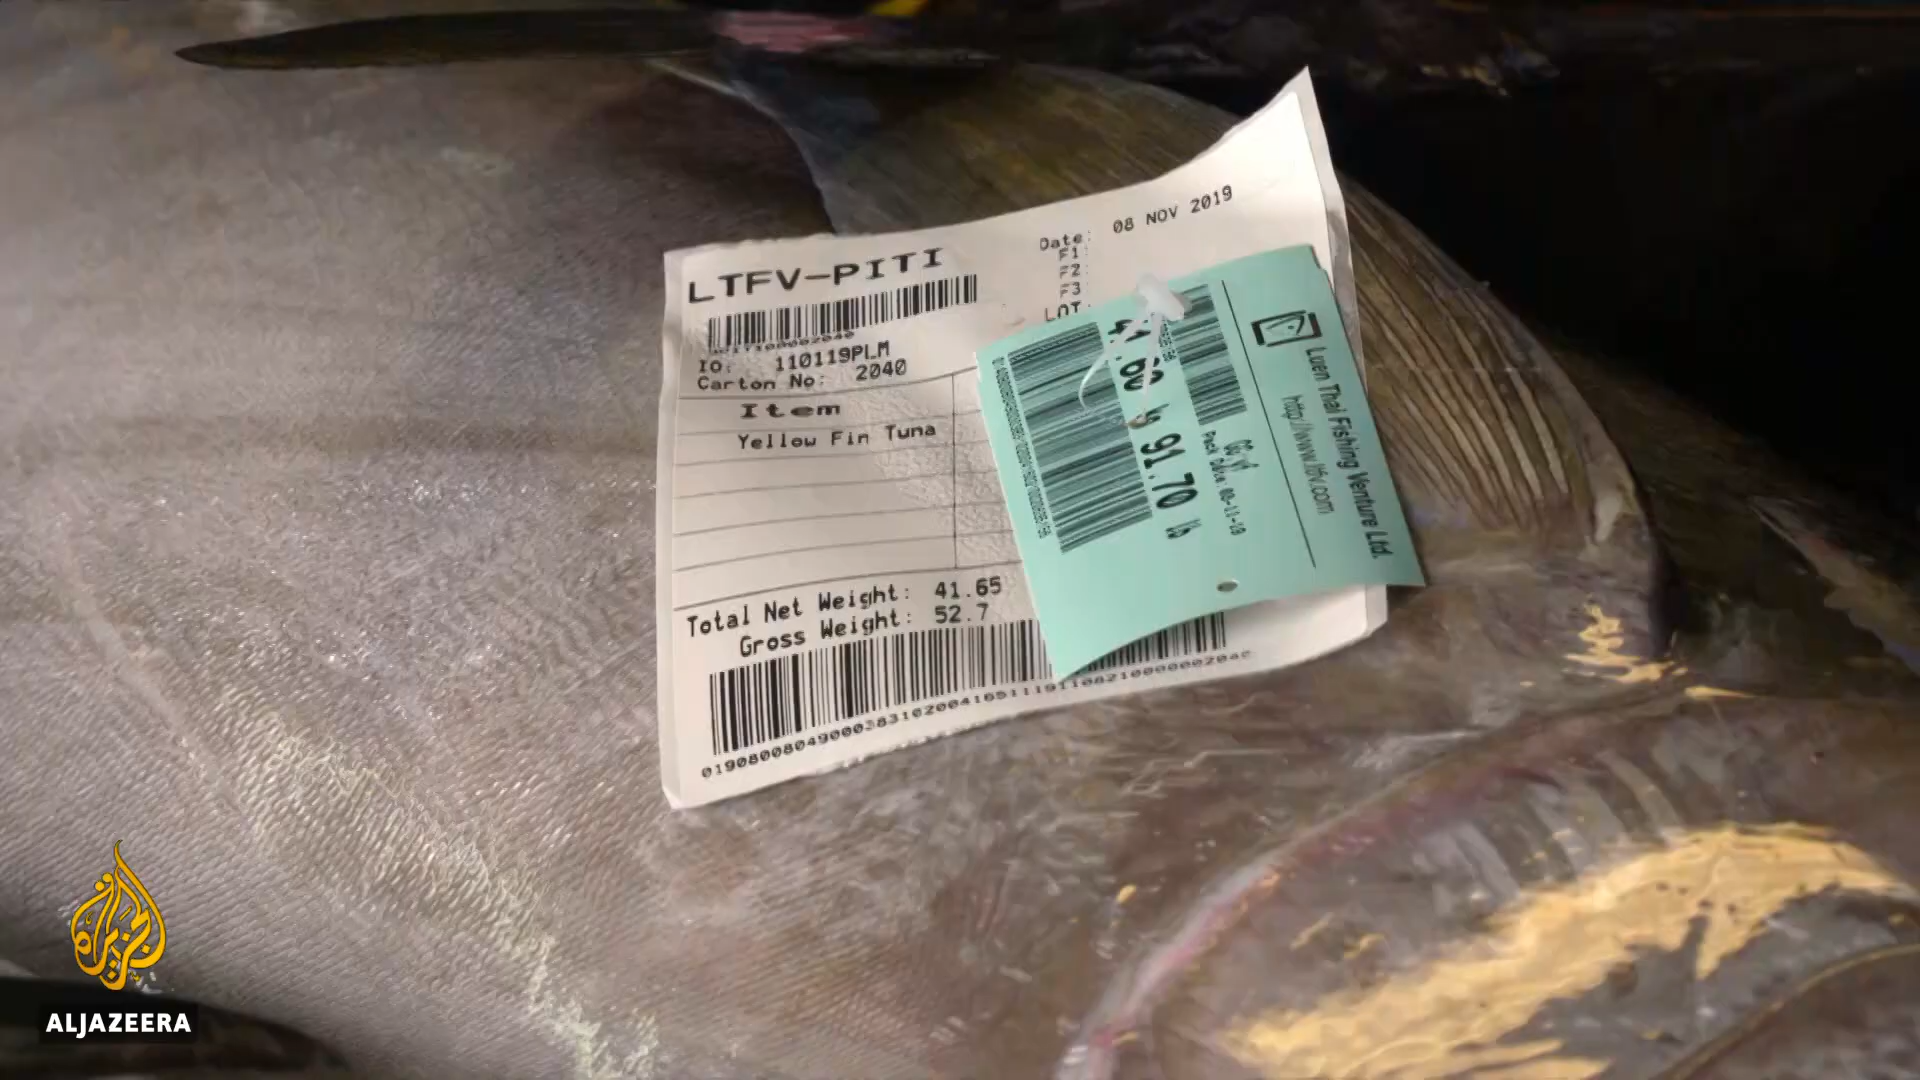 LTFV-PITI
Date: 08 NOV 2019
F1:
F2:
F3:
LOT:
Io: 110119PLM
Carton No: 2040
Item
Yellow Fin Tuna
Total Net Weight: 41.65
Gross Weight: 52.7
Luen Thai Fishing Venture Ltd.
http://www.ltfv.com
91.70 lb
الجزيرة
ALJAZEERA